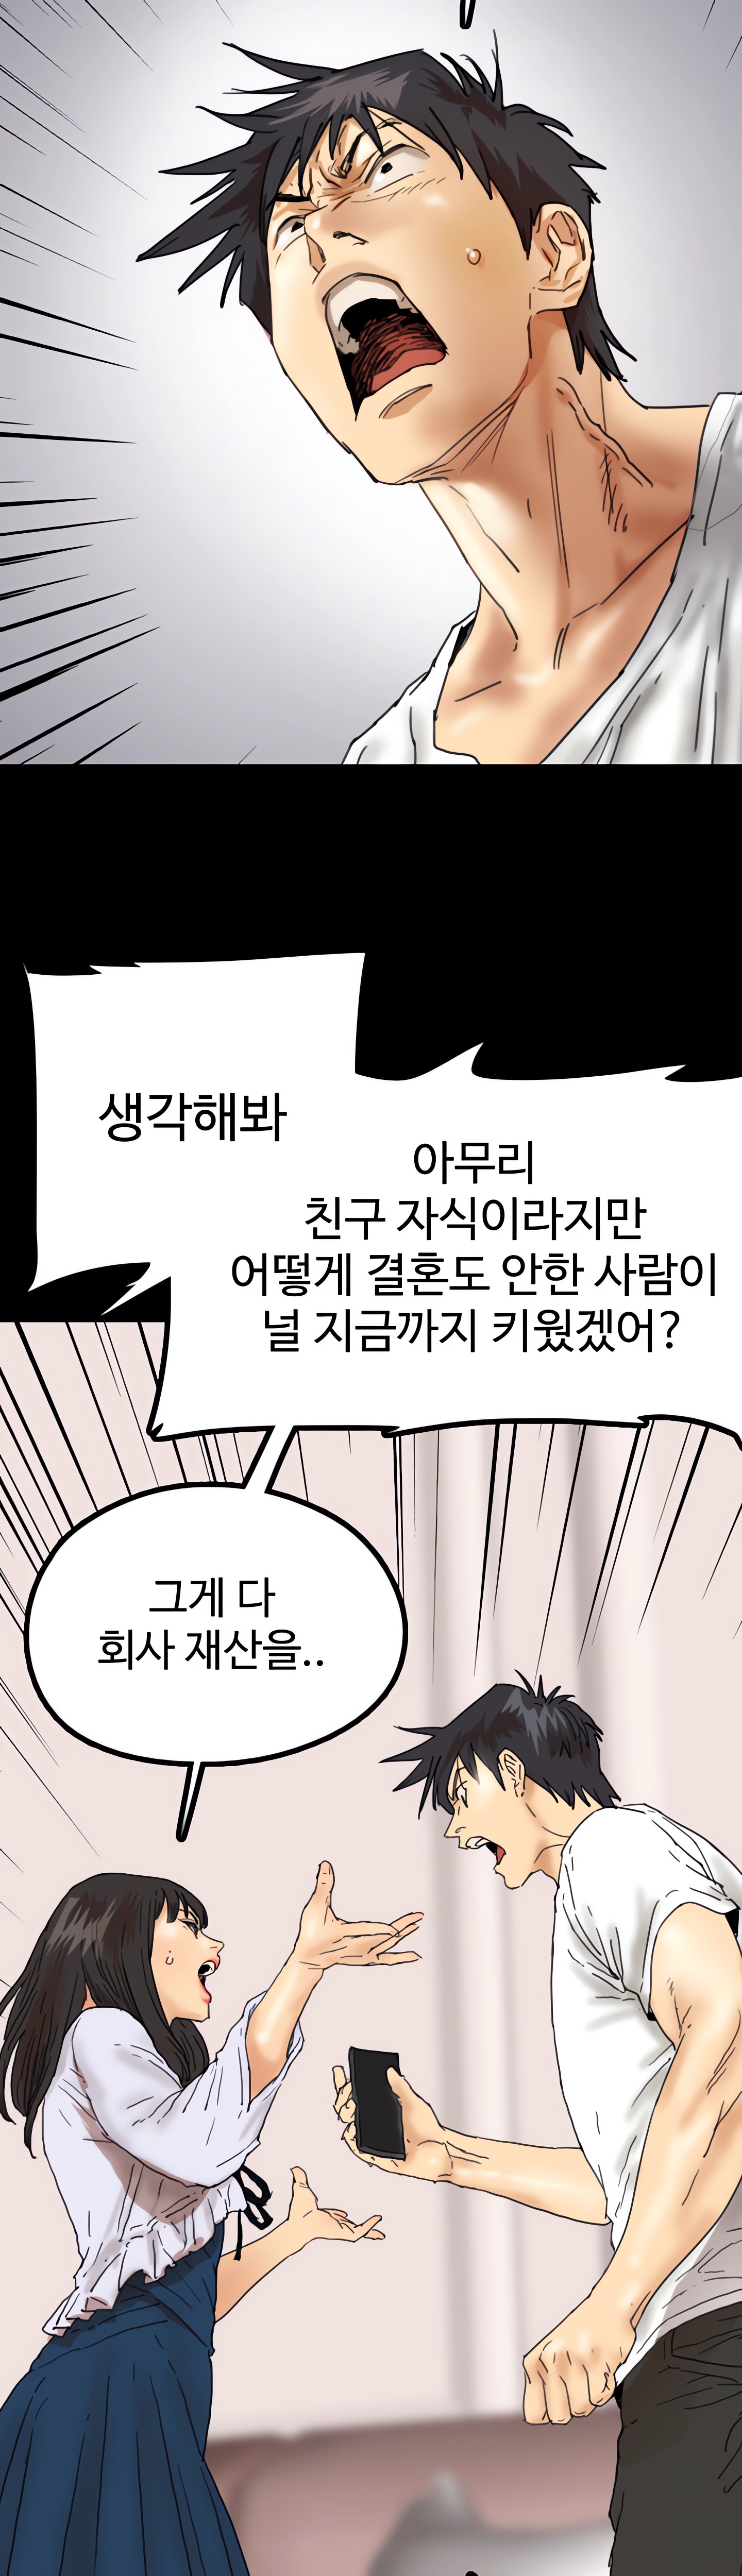 생각해봐
아무리
친구 자식이라지만
어떻게 결혼도 안한 사람이
널 지금까지 키웠겠어?
그게 다
회사 재산을..